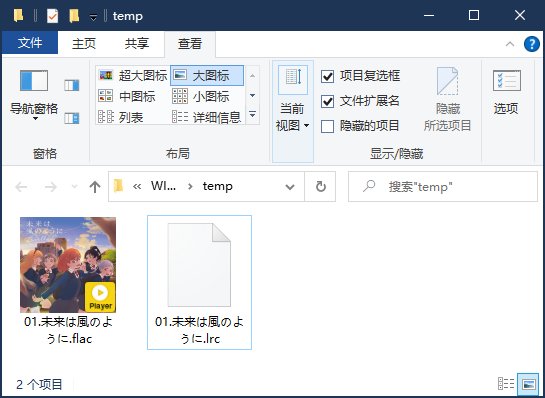 temp
文件
主页
共享
查看
导航窗格
超大图标
大图标
中图标
小图标
列表
详细信息
当前
视图
项目复选框
文件扩展名
隐藏的项目
隐藏
所选项目
选项
窗格
布局
显示/隐藏
« WI... > temp
搜索"temp"
未来は
風のように
Player
01.未来は風のよ
うに.flac
01.未来は風のよ
うに.lrc
2 个项目